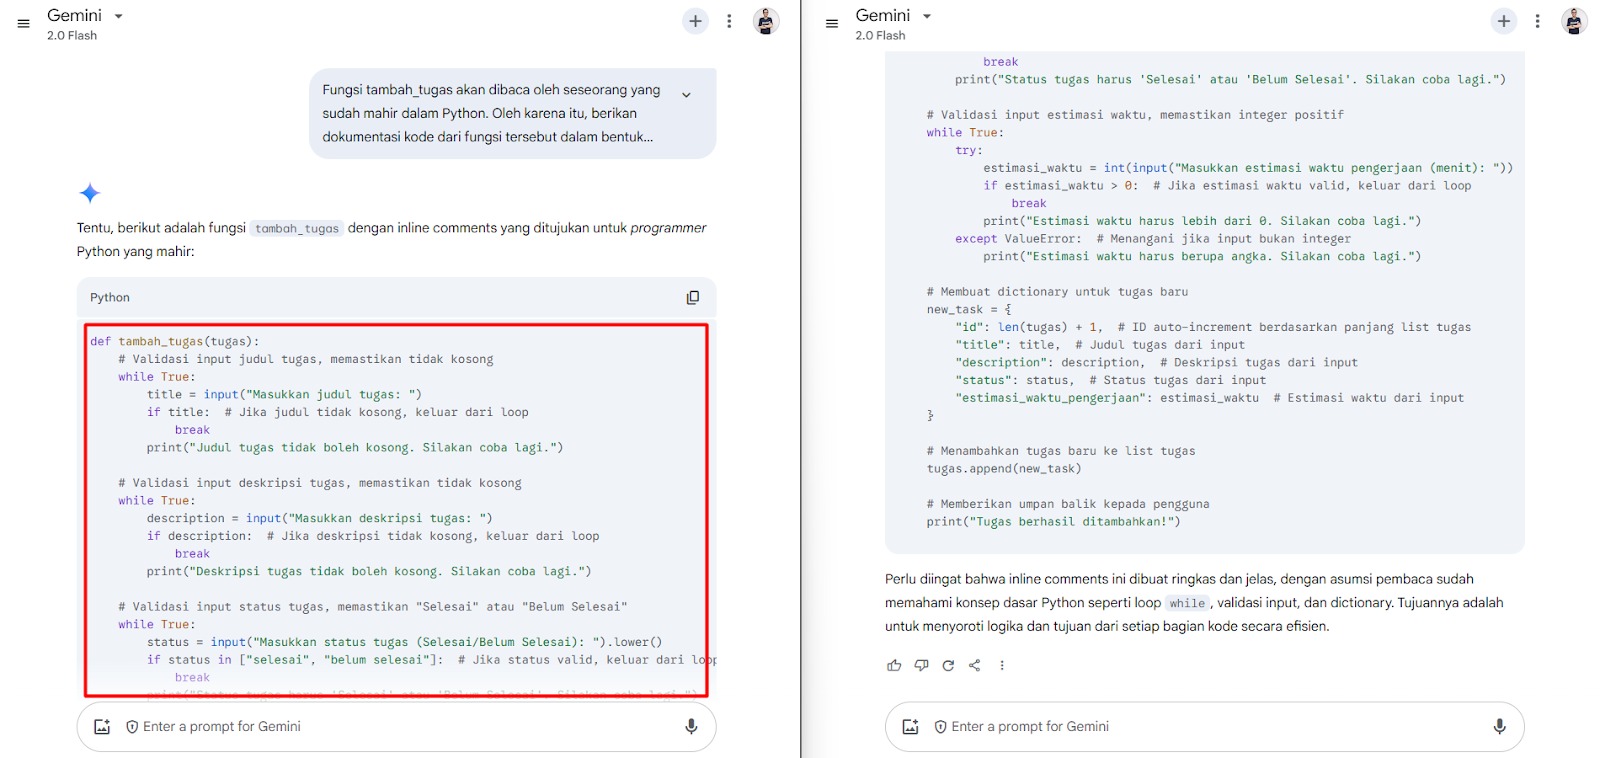 Gemini
2.0 Flash
Fungsi tambah_tugas akan dibaca oleh seseorang yang
sudah mahir dalam Python. Oleh karena itu, berikan
dokumentasi kode dari fungsi tersebut dalam bentuk...
Tentu, berikut adalah fungsi tambah_tugas dengan inline comments yang ditujukan untuk programmer
Python yang mahir:
Python
def tambah_tugas(tugas):
    # Validasi input judul tugas, memastikan tidak kosong
    while True:
        title = input("Masukkan judul tugas: ")
        if title:  # Jika judul tidak kosong, keluar dari loop
            break
        print("Judul tugas tidak boleh kosong. Silakan coba lagi.")
    # Validasi input deskripsi tugas, memastikan tidak kosong
    while True:
        description = input("Masukkan deskripsi tugas: ")
        if description:  # Jika deskripsi tidak kosong, keluar dari loop
            break
        print("Deskripsi tugas tidak boleh kosong. Silakan coba lagi.")
    # Validasi input status tugas, memastikan "Selesai" atau "Belum Selesai"
    while True:
        status = input("Masukkan status tugas (Selesai/Belum Selesai): ").lower()
        if status in ["selesai", "belum selesai"]:  # Jika status valid, keluar dari loop
            break
        print("Status tugas harus 'Selesai' atau 'Belum Selesai'. Silakan coba lagi.")
Enter a prompt for Gemini
Gemini
2.0 Flash
            break
        print("Status tugas harus 'Selesai' atau 'Belum Selesai'. Silakan coba lagi.")
    # Validasi input estimasi waktu, memastikan integer positif
    while True:
        try:
            estimasi_waktu = int(input("Masukkan estimasi waktu pengerjaan (menit): "))
            if estimasi_waktu > 0:  # Jika estimasi waktu valid, keluar dari loop
                break
            print("Estimasi waktu harus lebih dari 0. Silakan coba lagi.")
        except ValueError:  # Menangani jika input bukan integer
            print("Estimasi waktu harus berupa angka. Silakan coba lagi.")
    # Membuat dictionary untuk tugas baru
    new_task = {
        "id": len(tugas) + 1,  # ID auto-increment berdasarkan panjang list tugas
        "title": title,  # Judul tugas dari input
        "description": description,  # Deskripsi tugas dari input
        "status": status,  # Status tugas dari input
        "estimasi_waktu_pengerjaan": estimasi_waktu  # Estimasi waktu dari input
    }
    # Menambahkan tugas baru ke list tugas
    tugas.append(new_task)
    # Memberikan umpan balik kepada pengguna
    print("Tugas berhasil ditambahkan!")
Perlu diingat bahwa inline comments ini dibuat ringkas dan jelas, dengan asumsi pembaca sudah
memahami konsep dasar Python seperti loop while, validasi input, dan dictionary. Tujuannya adalah
untuk menyoroti logika dan tujuan dari setiap bagian kode secara efisien.
Enter a prompt for Gemini